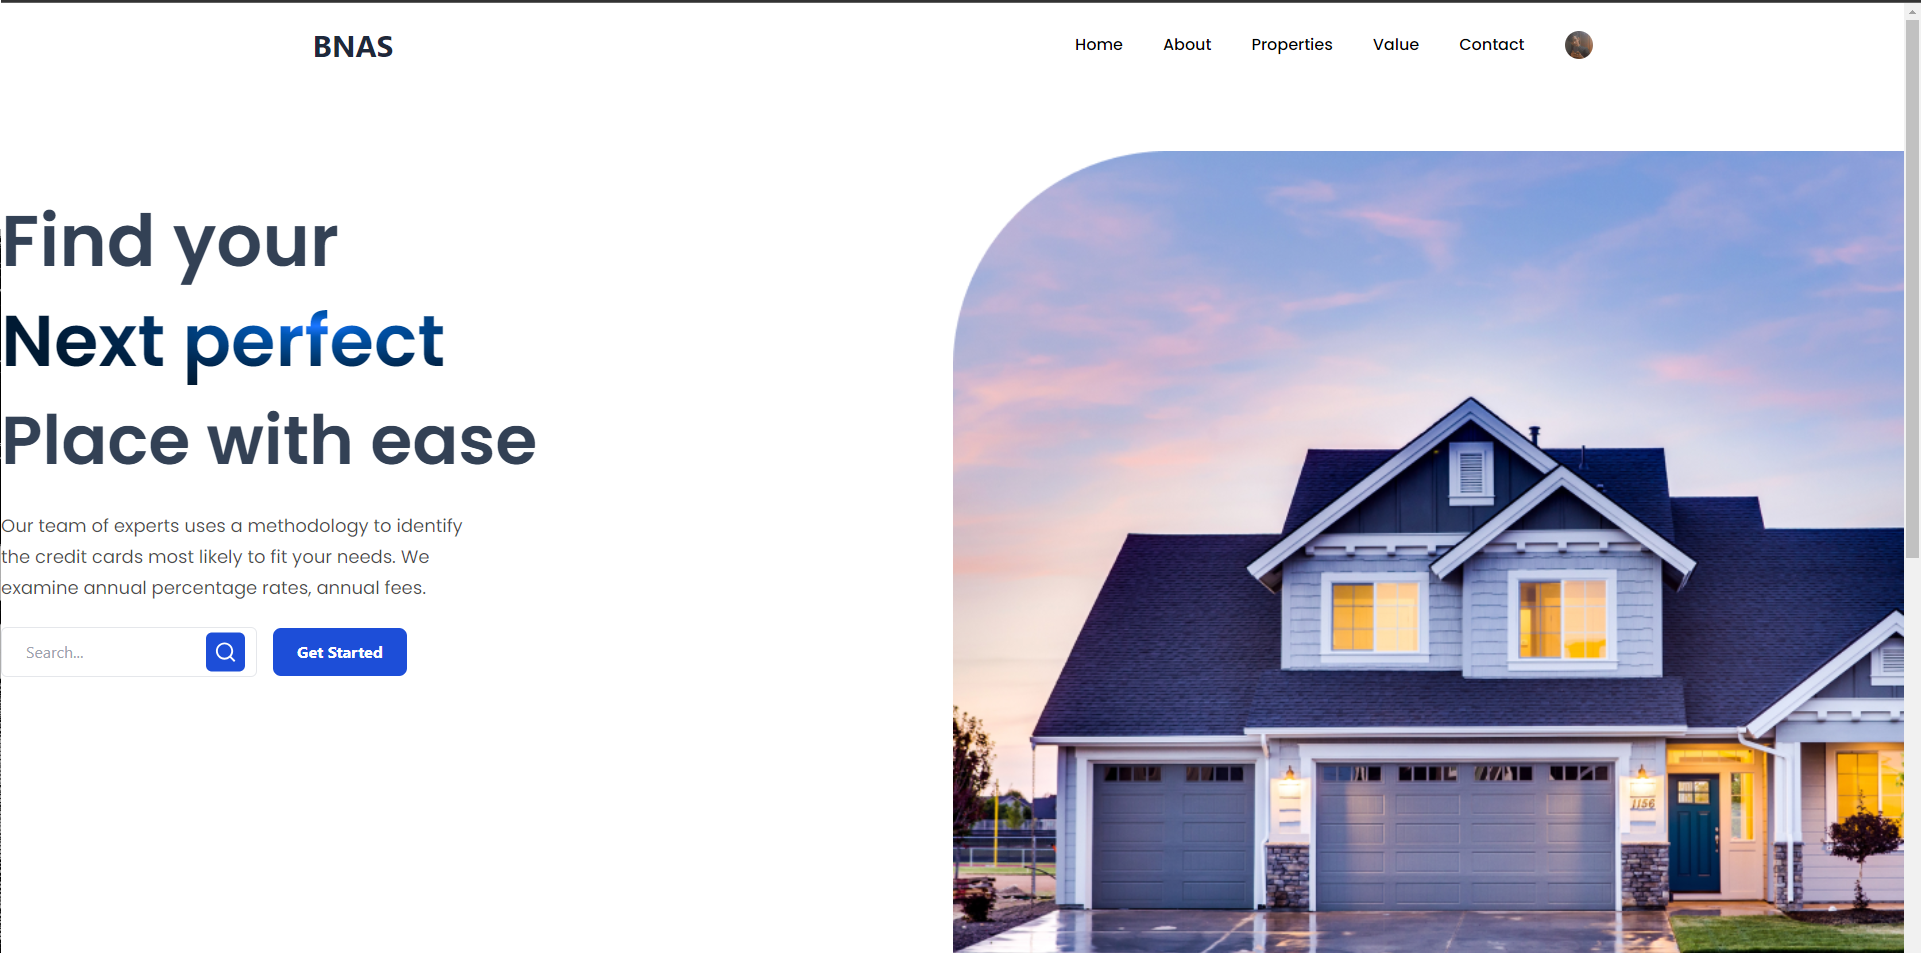 BNAS
Home About Properties Value Contact
Find your
Next perfect
Place with ease
Our team of experts uses a methodology to identify
the credit cards most likely to fit your needs. We
examine annual percentage rates, annual fees.
Search...
Get Started
1156